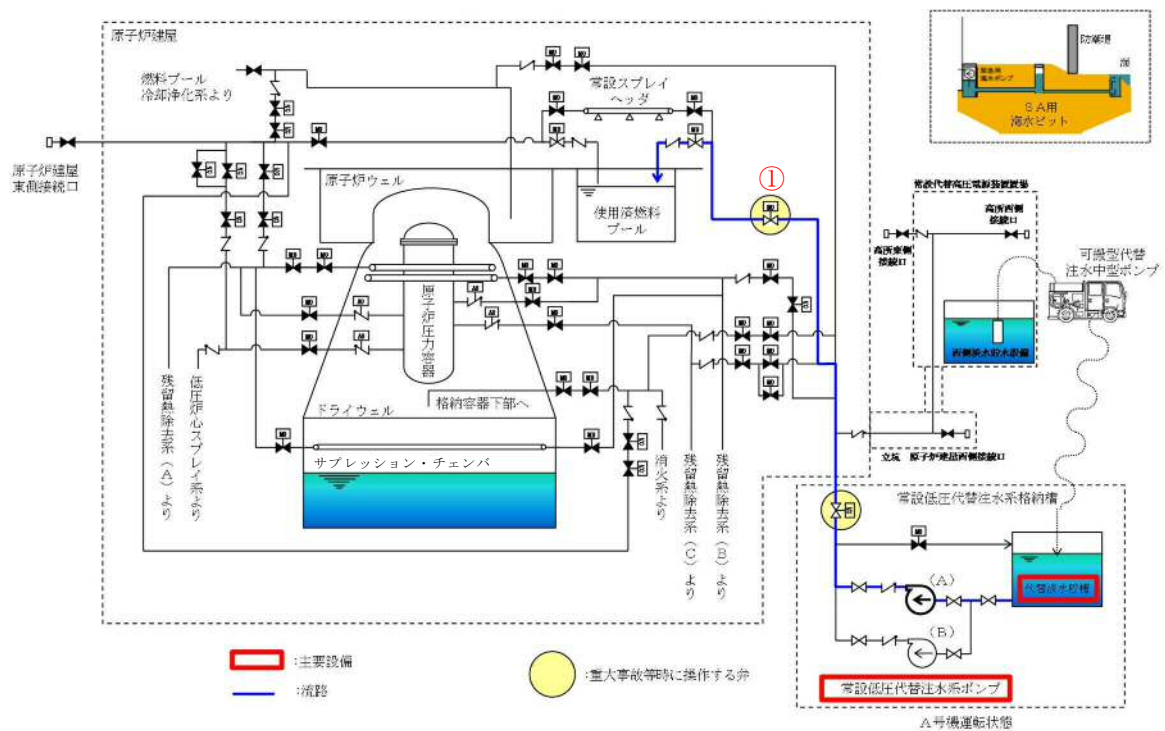 原子炉建屋
燃料プール
冷却浄化系より
常設スプレイ
ヘッダ
防潮堤
海
ＳＡ用
海水ピット
原子炉建屋
東側接続口
原子炉ウェル
使用済燃料
プール
①
常設代替高圧電源装置置場
高所西側
接続口
高所東側
接続口
可搬型代替
注水中型ポンプ
西側淡水貯水設備
原子炉圧力容器
残留熱除去系（Ａ）より
低圧炉心スプレイ系より
ドライウェル
格納容器下部へ
サプレッション・チェンバ
消火系より
残留熱除去系（Ｃ）より
残留熱除去系（Ｂ）より
立坑
原子炉建屋西側接続口
常設低圧代替注水系格納槽
代替淡水貯槽
（Ａ）
（Ｂ）
常設低圧代替注水系ポンプ
Ａ号機運転状態
:主要設備
:流路
:重大事故等時に操作する弁